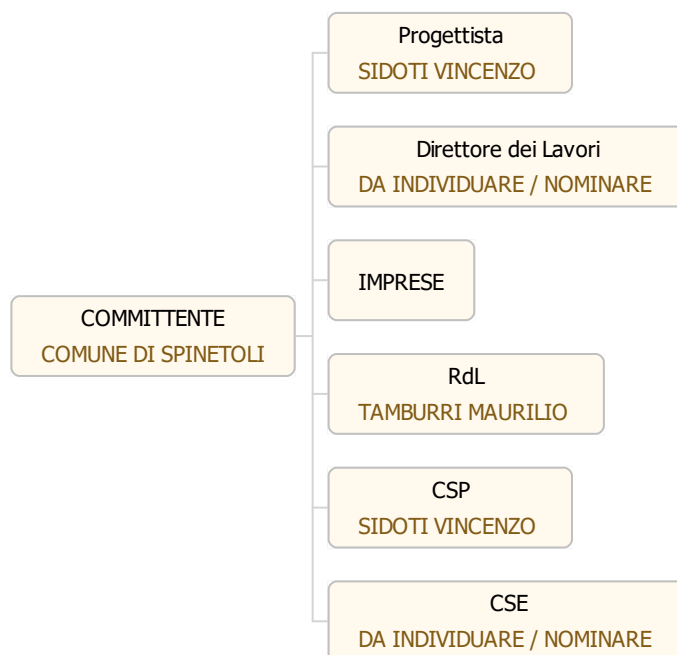 Progettista
SIDOTI VINCENZO
Direttore dei Lavori
DA INDIVIDUARE / NOMINARE
IMPRESE
COMMITTENTE
COMUNE DI SPINETOLI
RdL
TAMBURRI MAURILIO
CSP
SIDOTI VINCENZO
CSE
DA INDIVIDUARE / NOMINARE